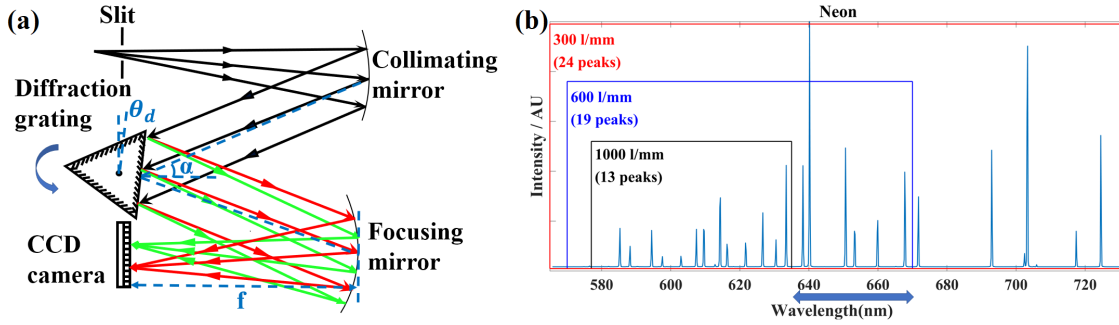 (a)
Slit
Collimating
mirror
Diffraction
grating
θd
α
CCD
camera
Focusing
mirror
f
(b)
Neon
300 l/mm
(24 peaks)
600 l/mm
(19 peaks)
1000 l/mm
(13 peaks)
Intensity / AU
580 600 620 640 660 680 700 720
Wavelength(nm)